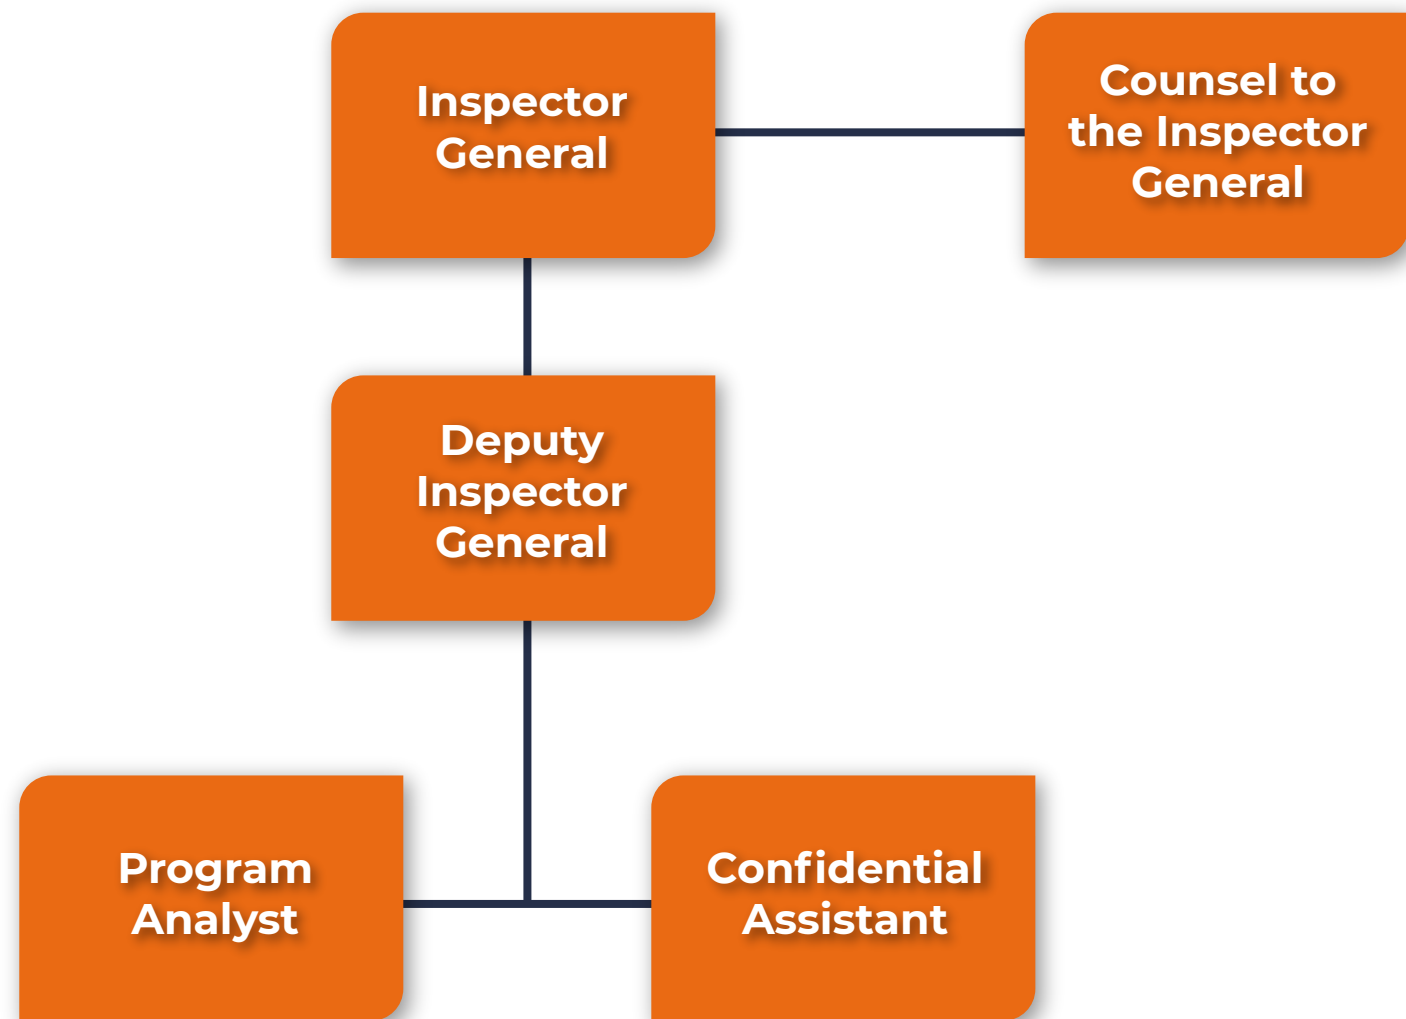 Inspector
General
Counsel to
the Inspector
General
Deputy
Inspector
General
Program
Analyst
Confidential
Assistant